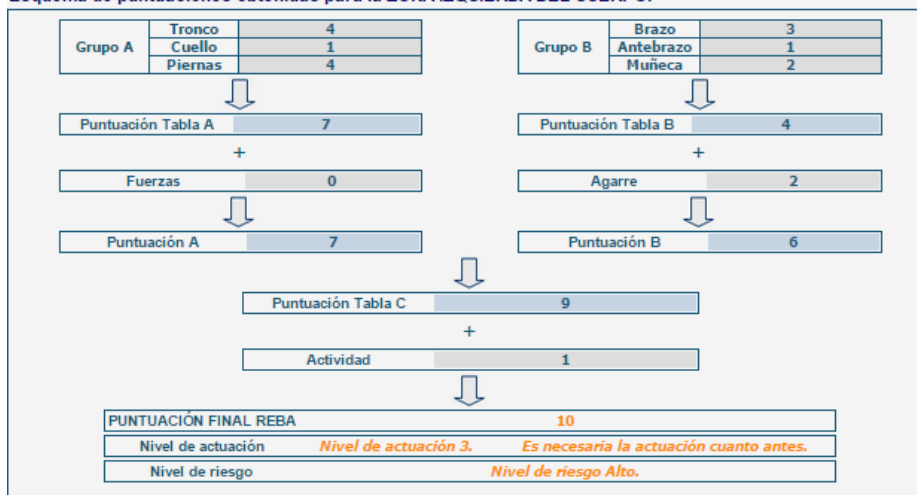 Grupo A Tronco 4
Cuello 1
Piernas 4
Grupo B Brazo 3
Antebrazo 1
Muñeca 2
Puntuación Tabla A 7
Puntuación Tabla B 4
+ +
Fuerzas 0
Agarre 2
Puntuación A 7
Puntuación B 6
Puntuación Tabla C 9
+
Actividad 1
PUNTUACIÓN FINAL REBA 10
Nivel de actuación Nivel de actuación 3. Es necesaria la actuación cuanto antes.
Nivel de riesgo Nivel de riesgo Alto.